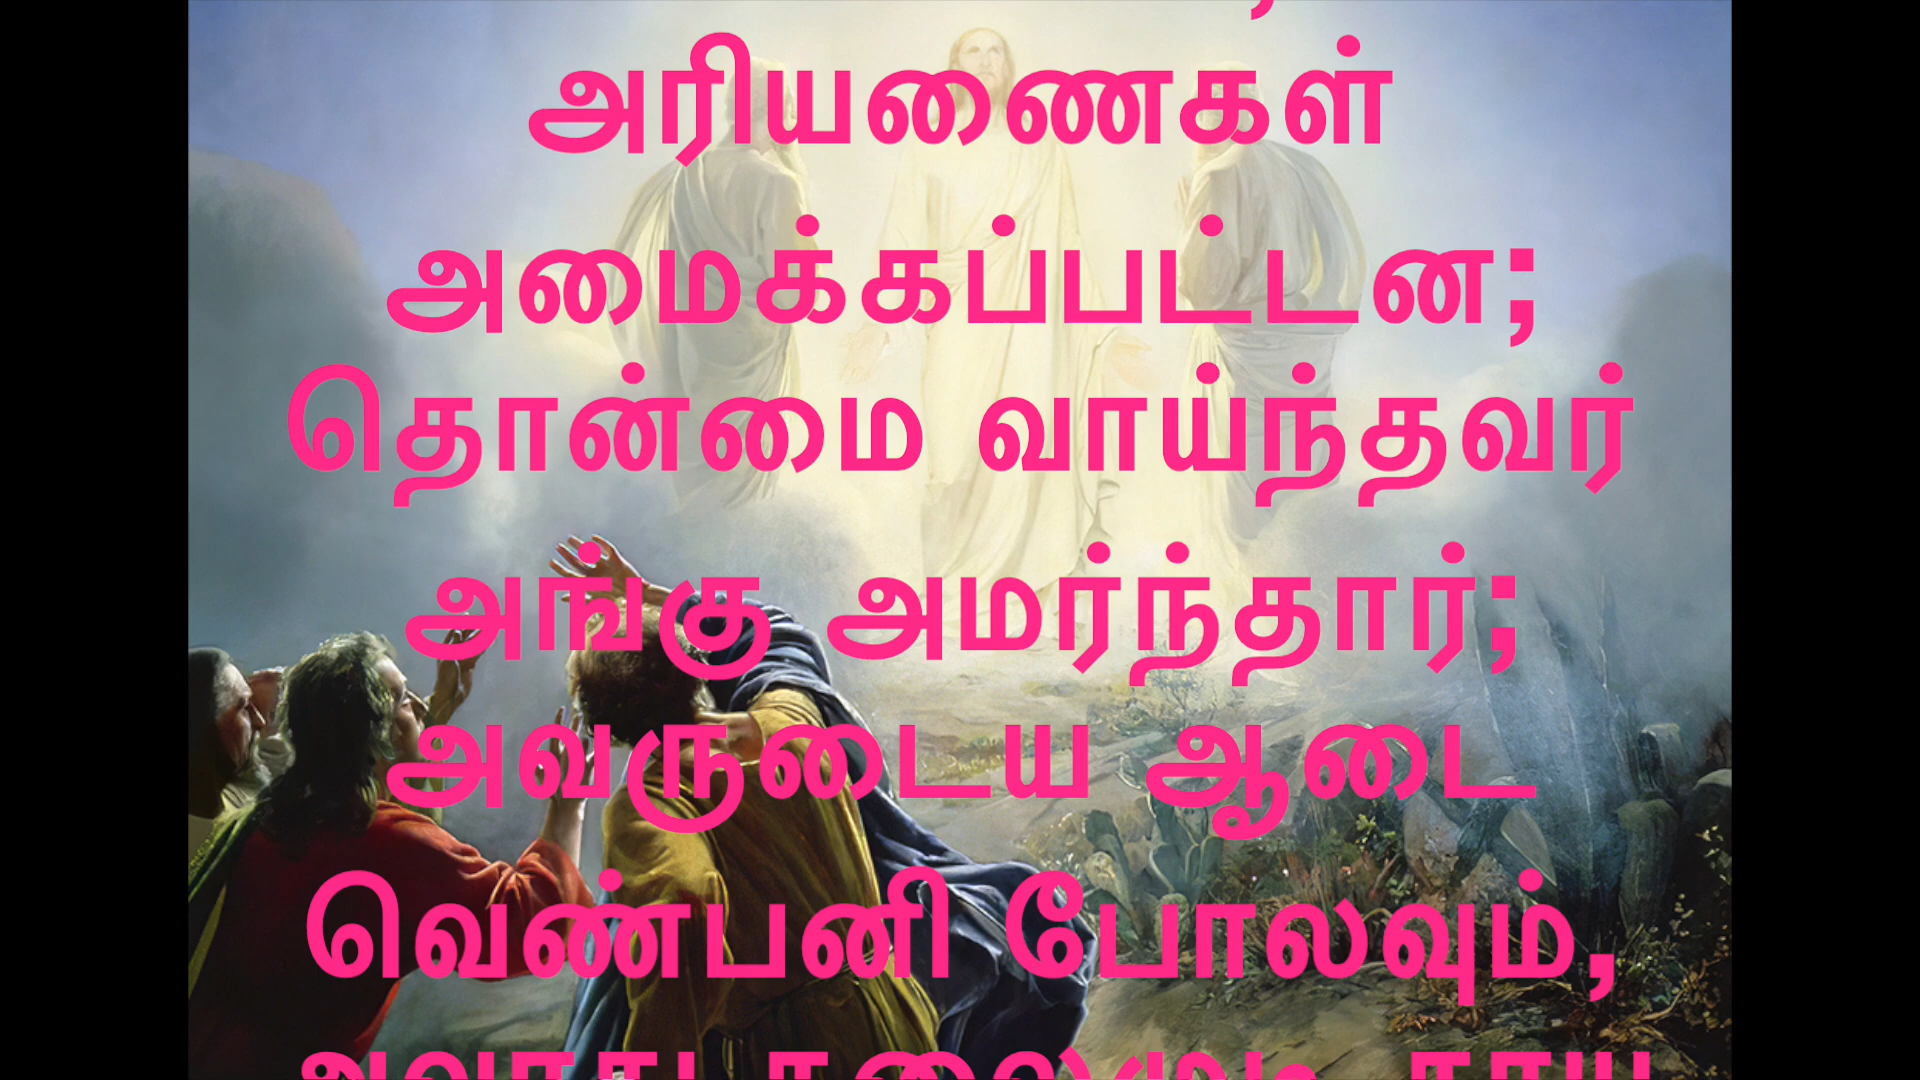 அரியணைகள்
அமைக்கப்பட்டன;
தொன்மை வாய்ந்தவர்
அங்கு அமர்ந்தார்;
அவருடைய ஆடை
வெண்பனி போலவும்,